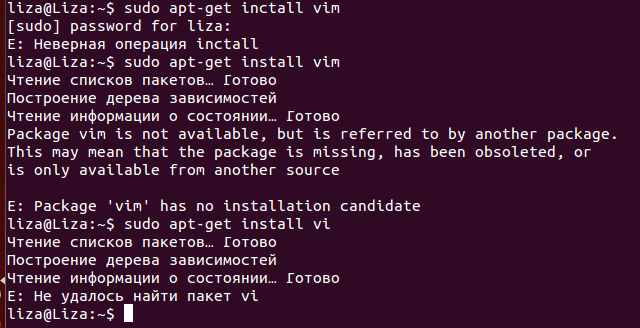 liza@Liza:~$ sudo apt-get inctall vim
[sudo] password for liza:
E: Неверная операция inctall
liza@Liza:~$ sudo apt-get install vim
Чтение списков пакетов… Готово
Построение дерева зависимостей
Чтение информации о состоянии… Готово
Package vim is not available, but is referred to by another package.
This may mean that the package is missing, has been obsoleted, or
is only available from another source

E: Package 'vim' has no installation candidate
liza@Liza:~$ sudo apt-get install vi
Чтение списков пакетов… Готово
Построение дерева зависимостей
Чтение информации о состоянии… Готово
E: Не удалось найти пакет vi
liza@Liza:~$